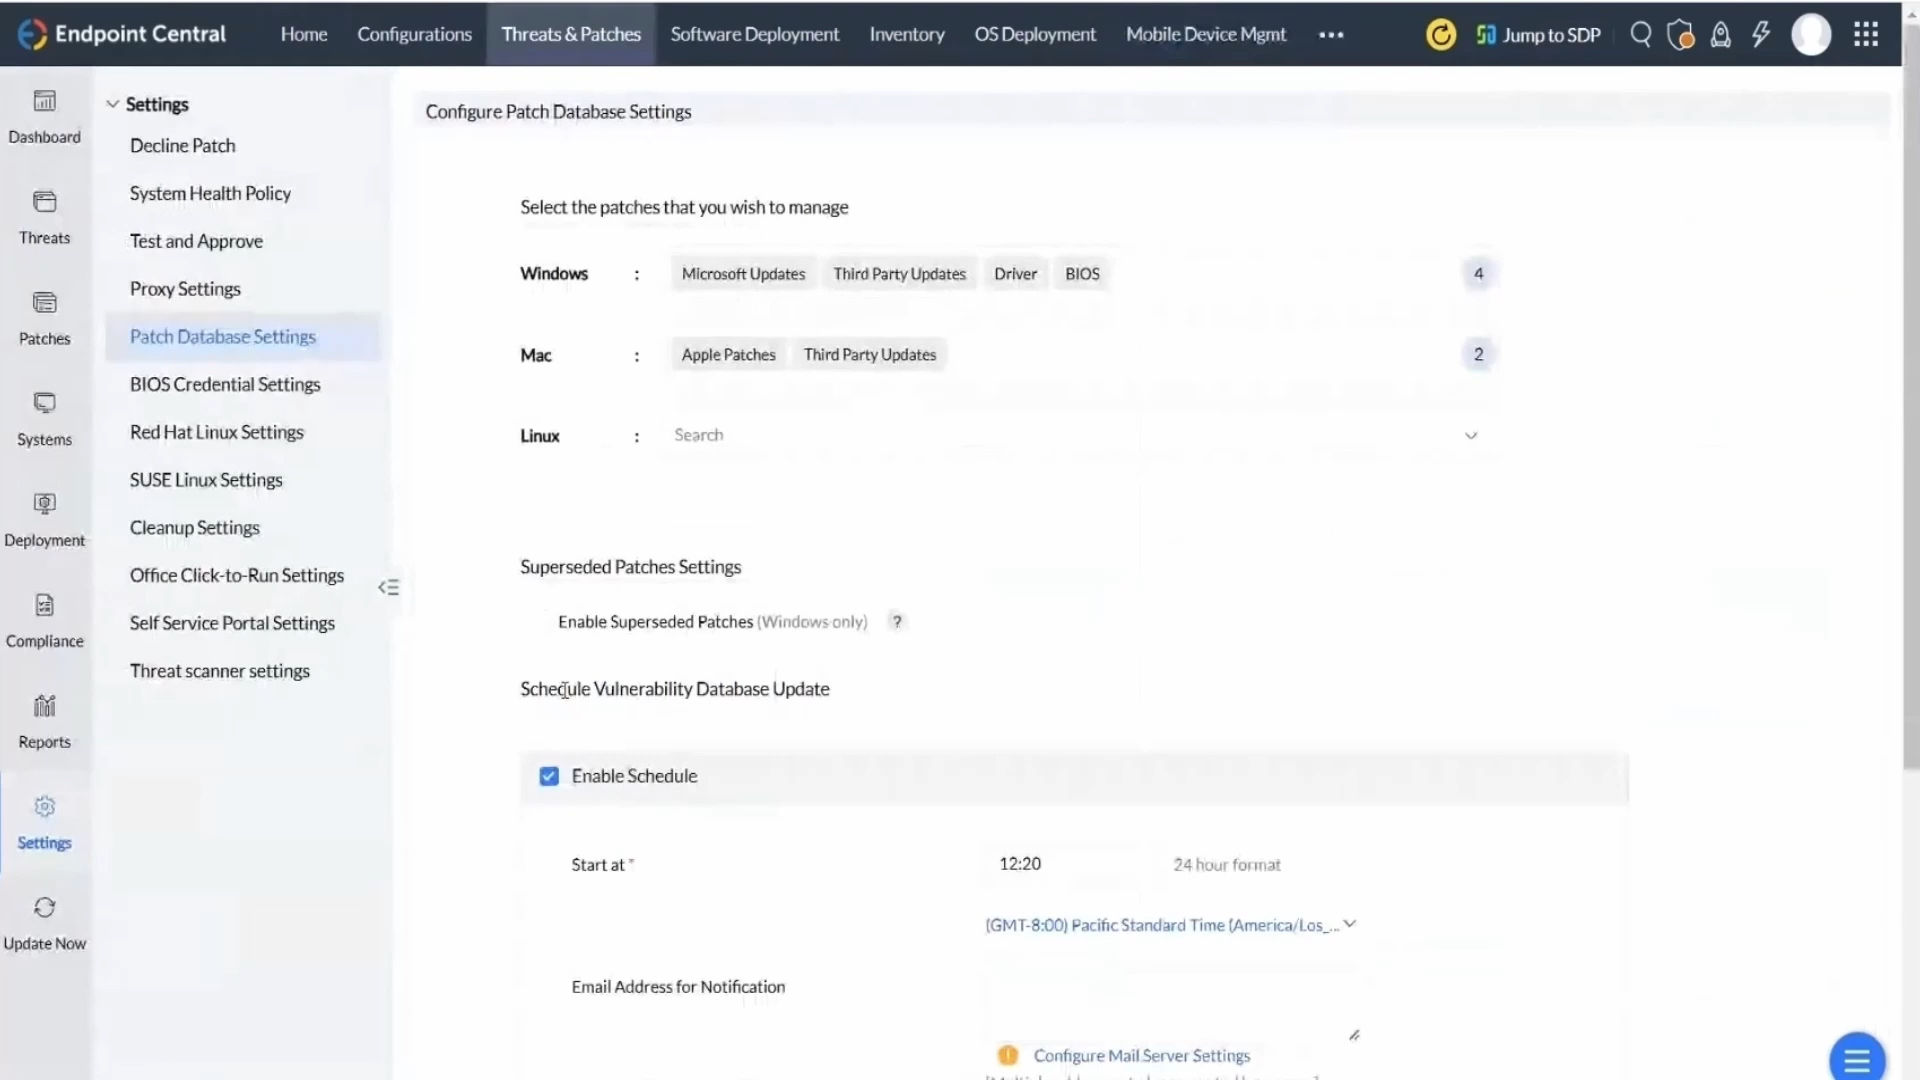 Endpoint Central
Home
Configurations
Threats & Patches
Software Deployment
Inventory
OS Deployment
Mobile Device Mgmt
•••
Jump to SDP
Dashboard
Threats
Patches
Systems
Deployment
Compliance
Reports
Settings
Update Now
Settings
Decline Patch
System Health Policy
Test and Approve
Proxy Settings
Patch Database Settings
BIOS Credential Settings
Red Hat Linux Settings
SUSE Linux Settings
Cleanup Settings
Office Click-to-Run Settings
Self Service Portal Settings
Threat scanner settings
Configure Patch Database Settings
Select the patches that you wish to manage
Windows : Microsoft Updates Third Party Updates Driver BIOS 4
Mac : Apple Patches Third Party Updates 2
Linux : Search
Superseded Patches Settings
Enable Superseded Patches (Windows only) ?
Schedule Vulnerability Database Update
Enable Schedule
Start at * 12:20 24 hour format
(GMT-8:00) Pacific Standard Time (America/Los_...
Email Address for Notification
Configure Mail Server Settings